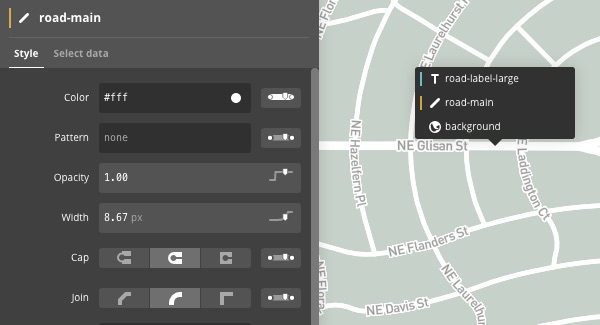 road-main
Style
Select data
Color
#fff
Pattern
none
Opacity
1.00
Width
8.67 px
Cap
Join
NE Laurelhurst
road-label-large
road-main
background
NE Glisan St
NE Hazelfern Pl
NE Laddington Ct
NE Flanders St
NE Davis St